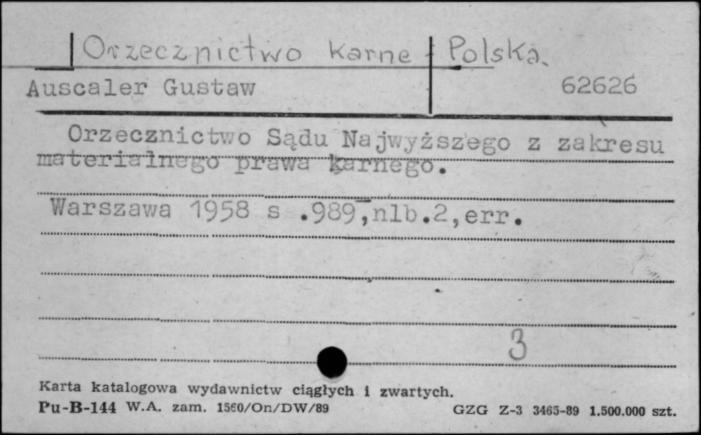 Orzecznictwo karne Polska.
Auscaler Gustaw 62626
Orzecznictwo Sądu Najwyższego z zakresu
materialnego prawa karnego.
Warszawa 1958 s .989,nlb.2,err.
3
Karta katalogowa wydawnictw ciągłych i zwartych.
Pu-B-144 W.A. zam. 1560/On/DW/89 GZG Z-3 3465-89 1.500.000 szt.